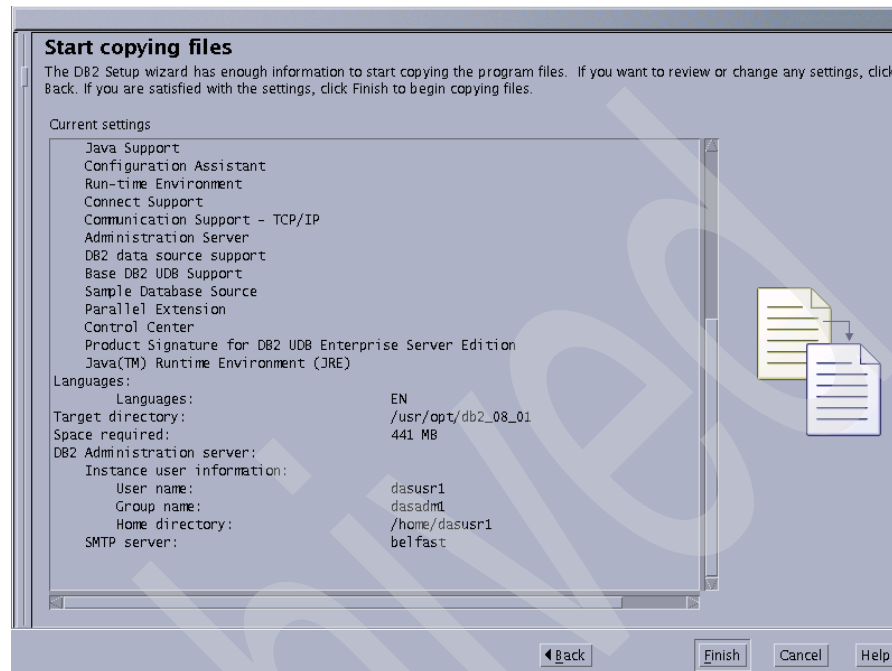 Start copying files
The DB2 Setup wizard has enough information to start copying the program files. If you want to review or change any settings, click
Back. If you are satisfied with the settings, click Finish to begin copying files.
Current settings
Java Support
Configuration Assistant
Run-time Environment
Connect Support
Communication Support - TCP/IP
Administration Server
DB2 data source support
Base DB2 UDB Support
Sample Database Source
Parallel Extension
Control Center
Product Signature for DB2 UDB Enterprise Server Edition
Java(TM) Runtime Environment (JRE)
Languages:
Languages: EN
Target directory: /usr/opt/db2_08_01
Space required: 441 MB
DB2 Administration server:
Instance user information:
User name: dasusr1
Group name: dasadm1
Home directory: /home/dasusr1
SMTP server: belfast
Back Finish Cancel Help
hived